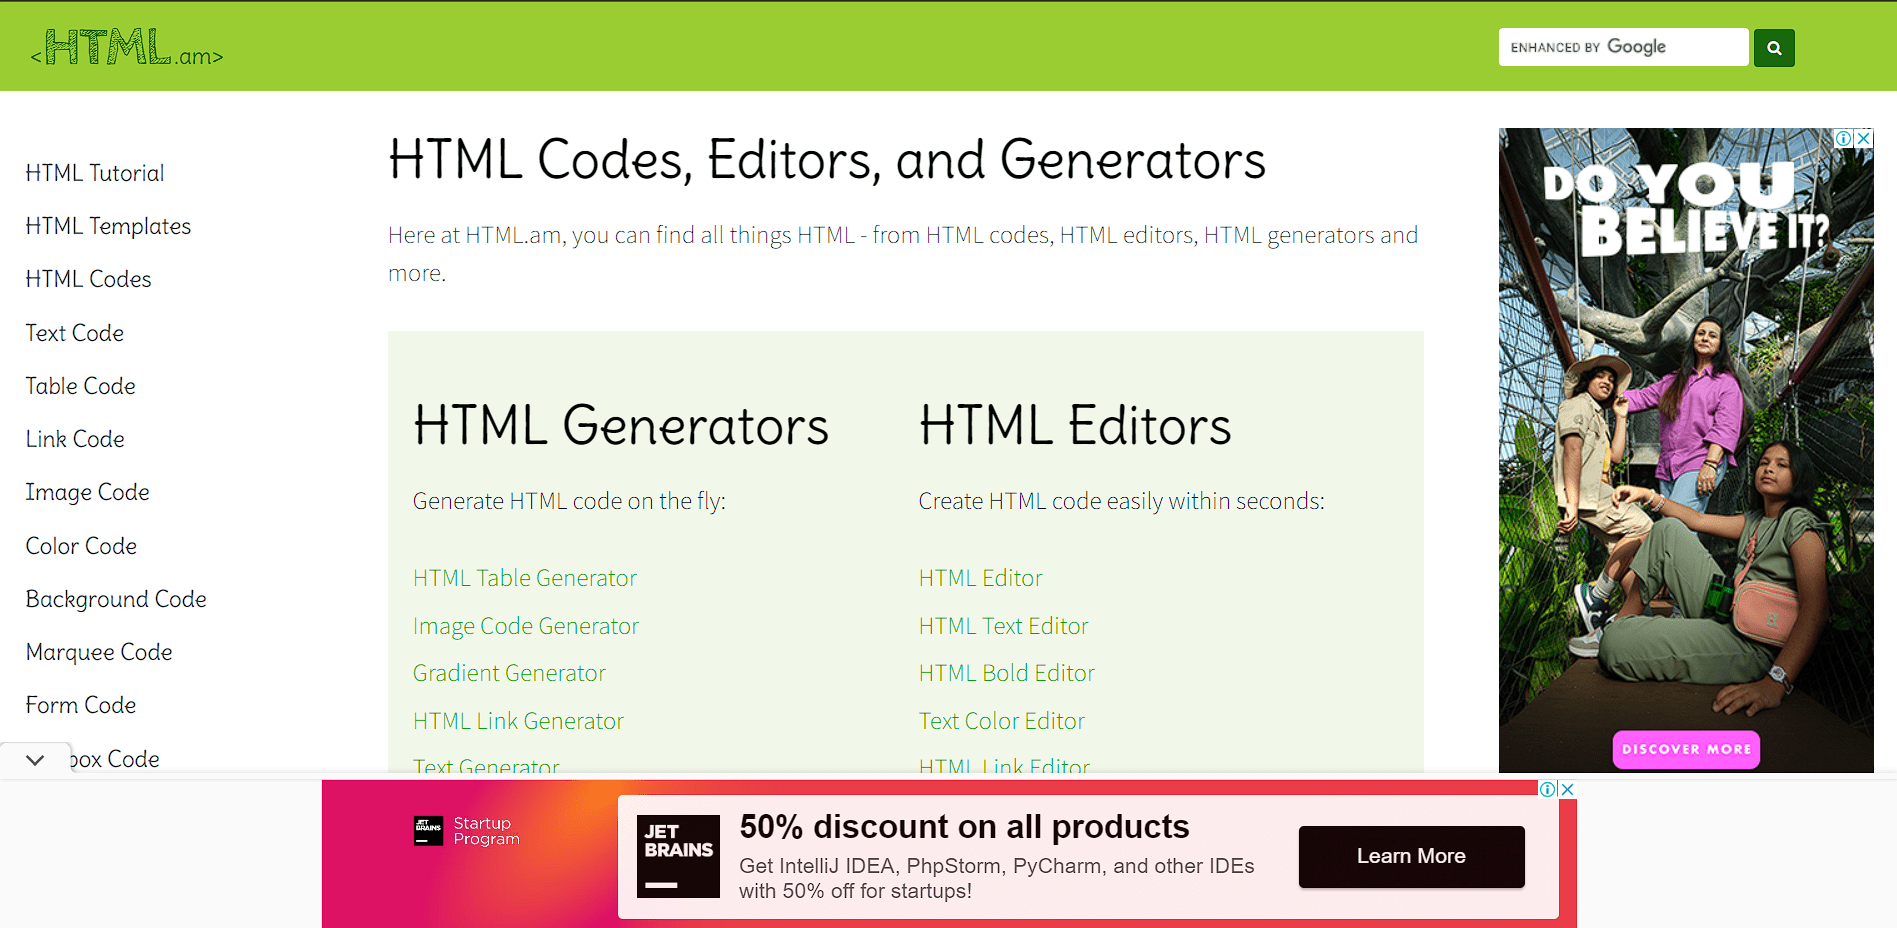 <HTML.am>
ENHANCED BY Google
HTML Tutorial
HTML Templates
HTML Codes
Text Code
Table Code
Link Code
Image Code
Color Code
Background Code
Marquee Code
Form Code
box Code
HTML Codes, Editors, and Generators
Here at HTML.am, you can find all things HTML - from HTML codes, HTML editors, HTML generators and
more.
HTML Generators
Generate HTML code on the fly:
HTML Table Generator
Image Code Generator
Gradient Generator
HTML Link Generator
Text Generator
HTML Editors
Create HTML code easily within seconds:
HTML Editor
HTML Text Editor
HTML Bold Editor
Text Color Editor
HTML Link Editor
DO YOU
BELIEVE IT?
DISCOVER MORE
JET
BRAINS
Startup
Program
JET
BRAINS
50% discount on all products
Get IntelliJ IDEA, PhpStorm, PyCharm, and other IDEs
with 50% off for startups!
Learn More